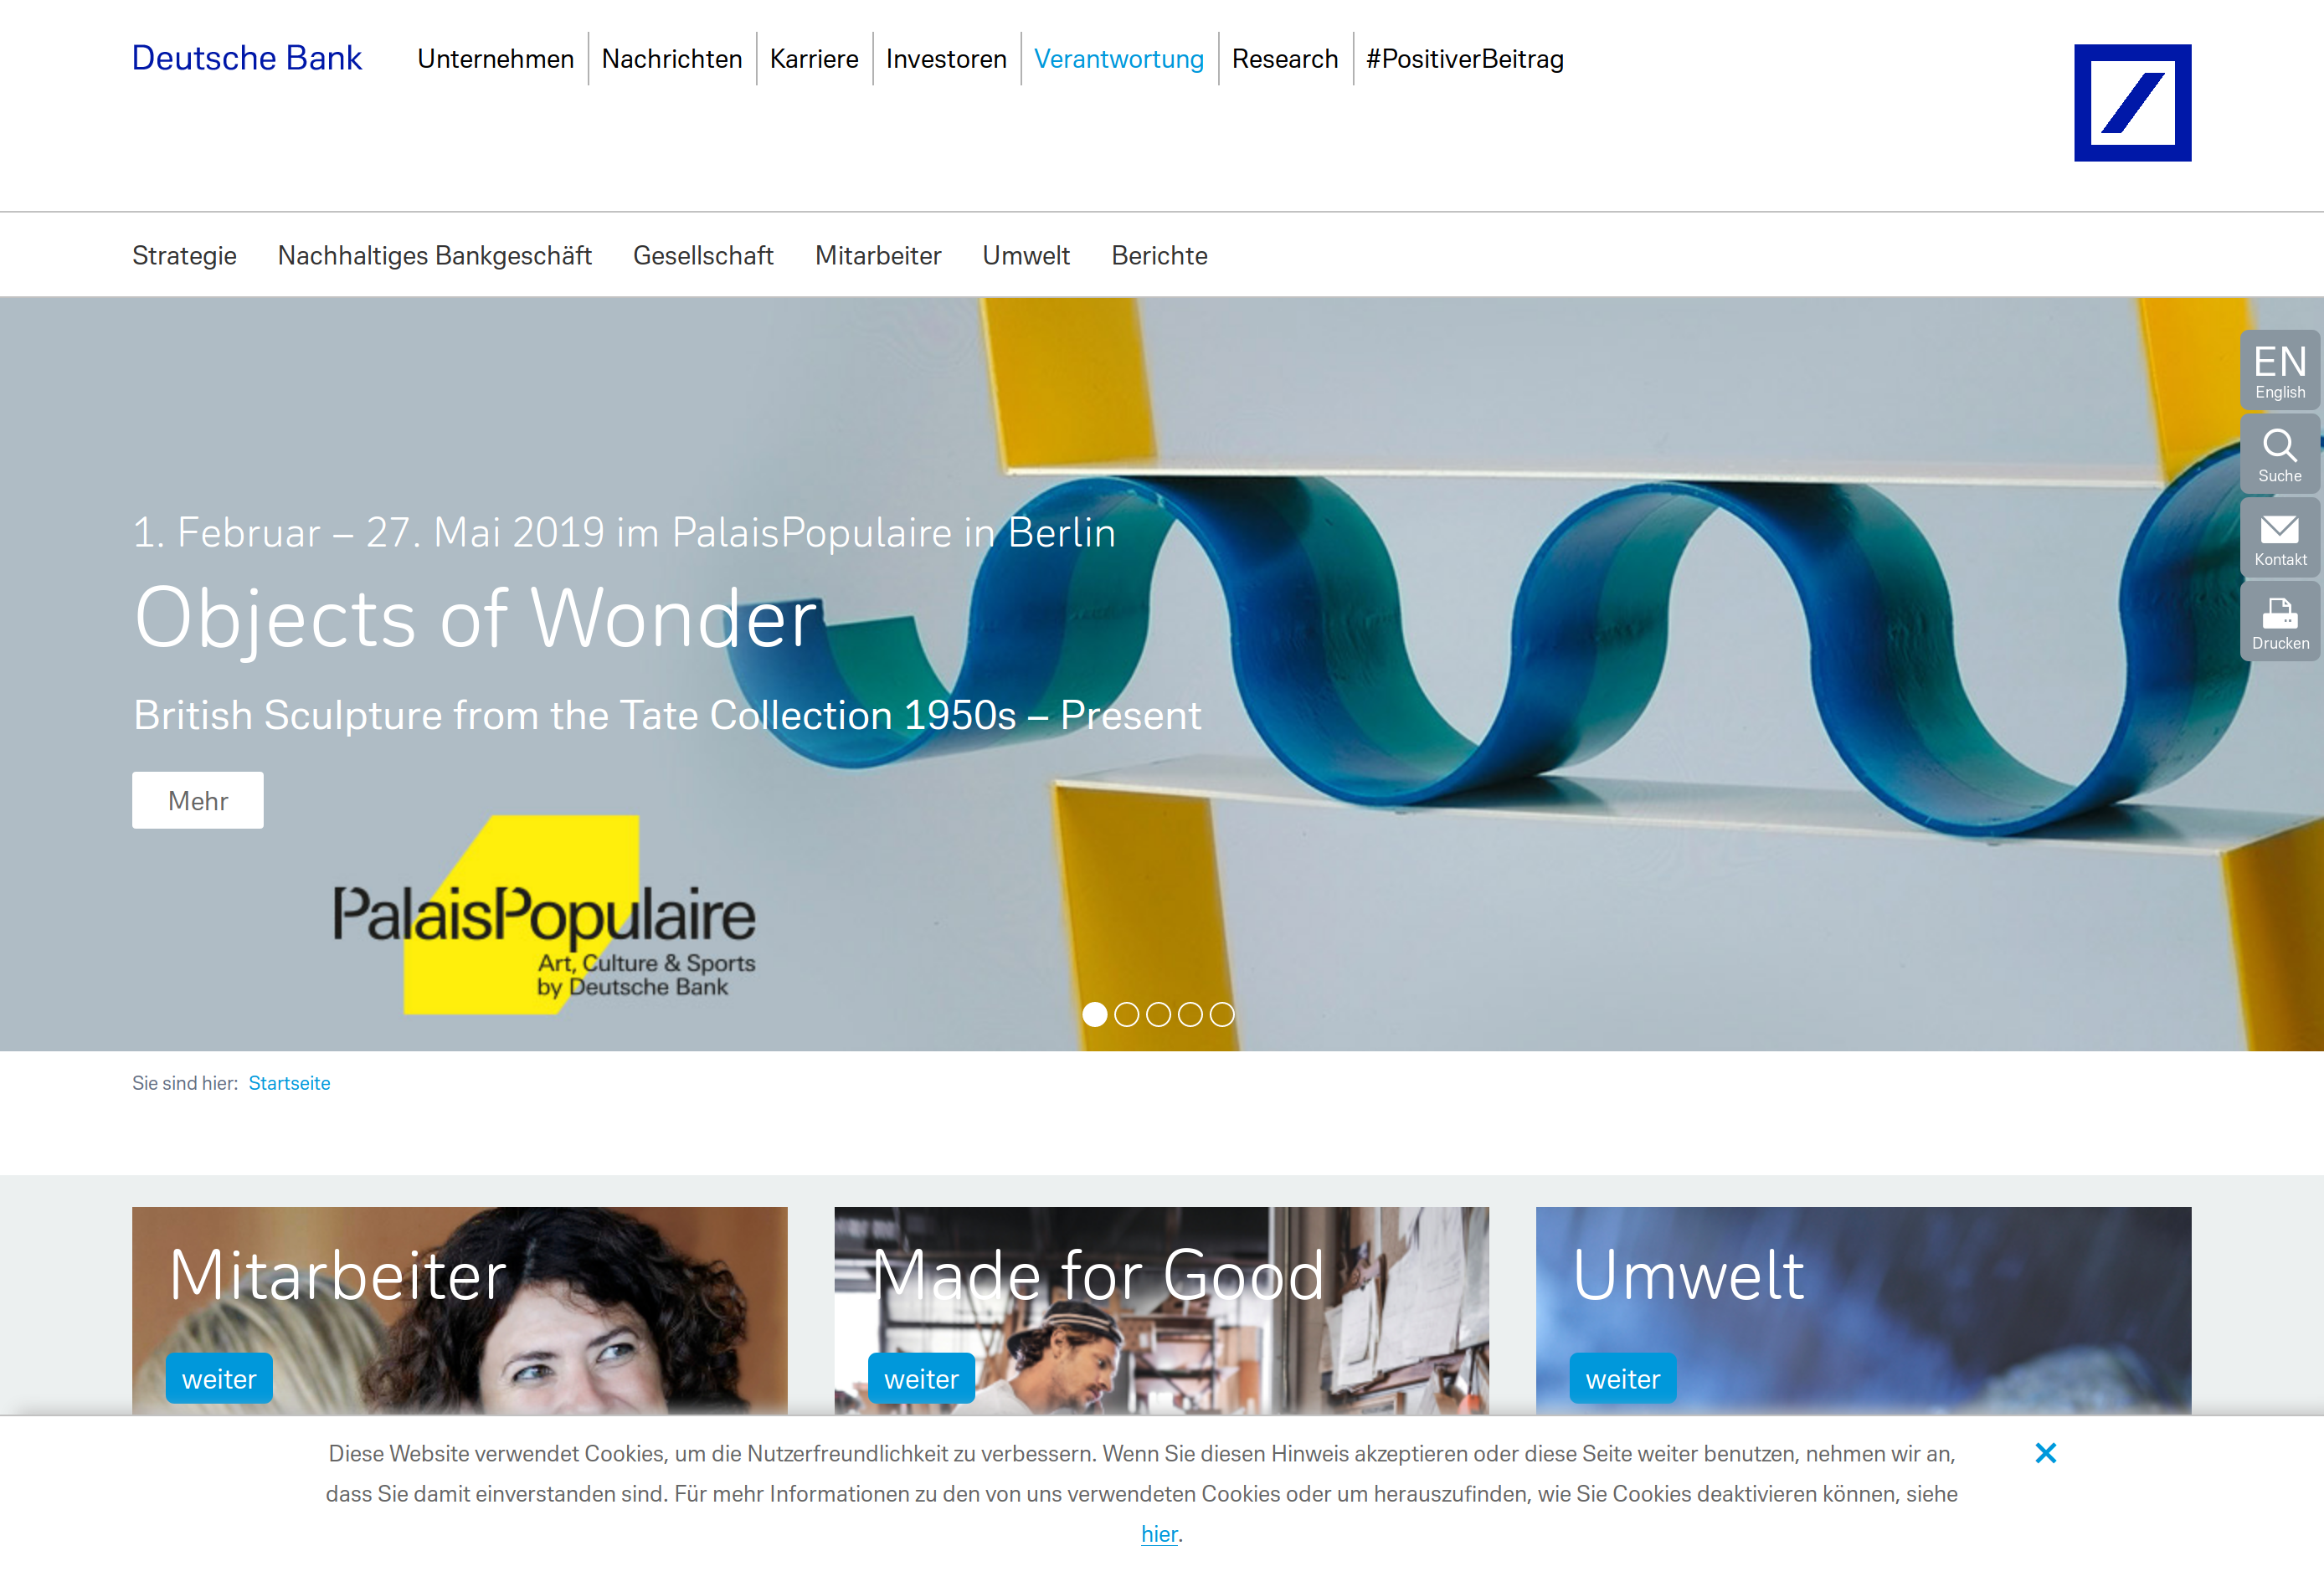 Deutsche Bank
Unternehmen
Nachrichten
Karriere
Investoren
Verantwortung
Research
#PositiverBeitrag
Strategie
Nachhaltiges Bankgeschäft
Gesellschaft
Mitarbeiter
Umwelt
Berichte
EN
English
Suche
Kontakt
Drucken
1. Februar – 27. Mai 2019 im PalaisPopulaire in Berlin
Objects of Wonder
British Sculpture from the Tate Collection 1950s – Present
Mehr
PalaisPopulaire
Art, Culture & Sports
by Deutsche Bank
Sie sind hier: Startseite
Mitarbeiter
weiter
Made for Good
weiter
Umwelt
weiter
Diese Website verwendet Cookies, um die Nutzerfreundlichkeit zu verbessern. Wenn Sie diesen Hinweis akzeptieren oder diese Seite weiter benutzen, nehmen wir an,
dass Sie damit einverstanden sind. Für mehr Informationen zu den von uns verwendeten Cookies oder um herauszufinden, wie Sie Cookies deaktivieren können, siehe
hier.